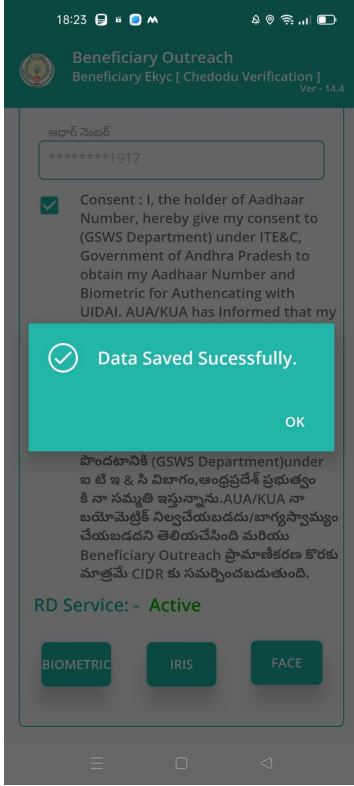 18:23
Beneficiary Outreach
Beneficiary Ekyc [ Chedodu Verification ]
Ver - 14.4
ఆధార్ నెంబర్
********1917
Consent : I, the holder of Aadhaar
Number, hereby give my consent to
(GSWS Department) under ITE&C,
Government of Andhra Pradesh to
obtain my Aadhaar Number and
Biometric for Authencating with
UIDAI. AUA/KUA has Informed that my
Data Saved Sucessfully.
OK
పొందటానికి (GSWS Department)under
ఐ టి ఇ & సి విబాగం,ఆంధ్రప్రదేశ్ ప్రభుత్వం
కి నా సమ్మతి ఇస్తున్నాను.AUA/KUA నా
బయోమెట్రిక్ నిల్వచేయబడదు/బాగ్యస్వామ్యం
చేయబడదని తెలియచేసింది మరియు
Beneficiary Outreach ప్రామాణీకరణ కొరకు
మాత్రమే CIDR కు సమర్పించబడుతుంది.
RD Service: - Active
BIOMETRIC
IRIS
FACE